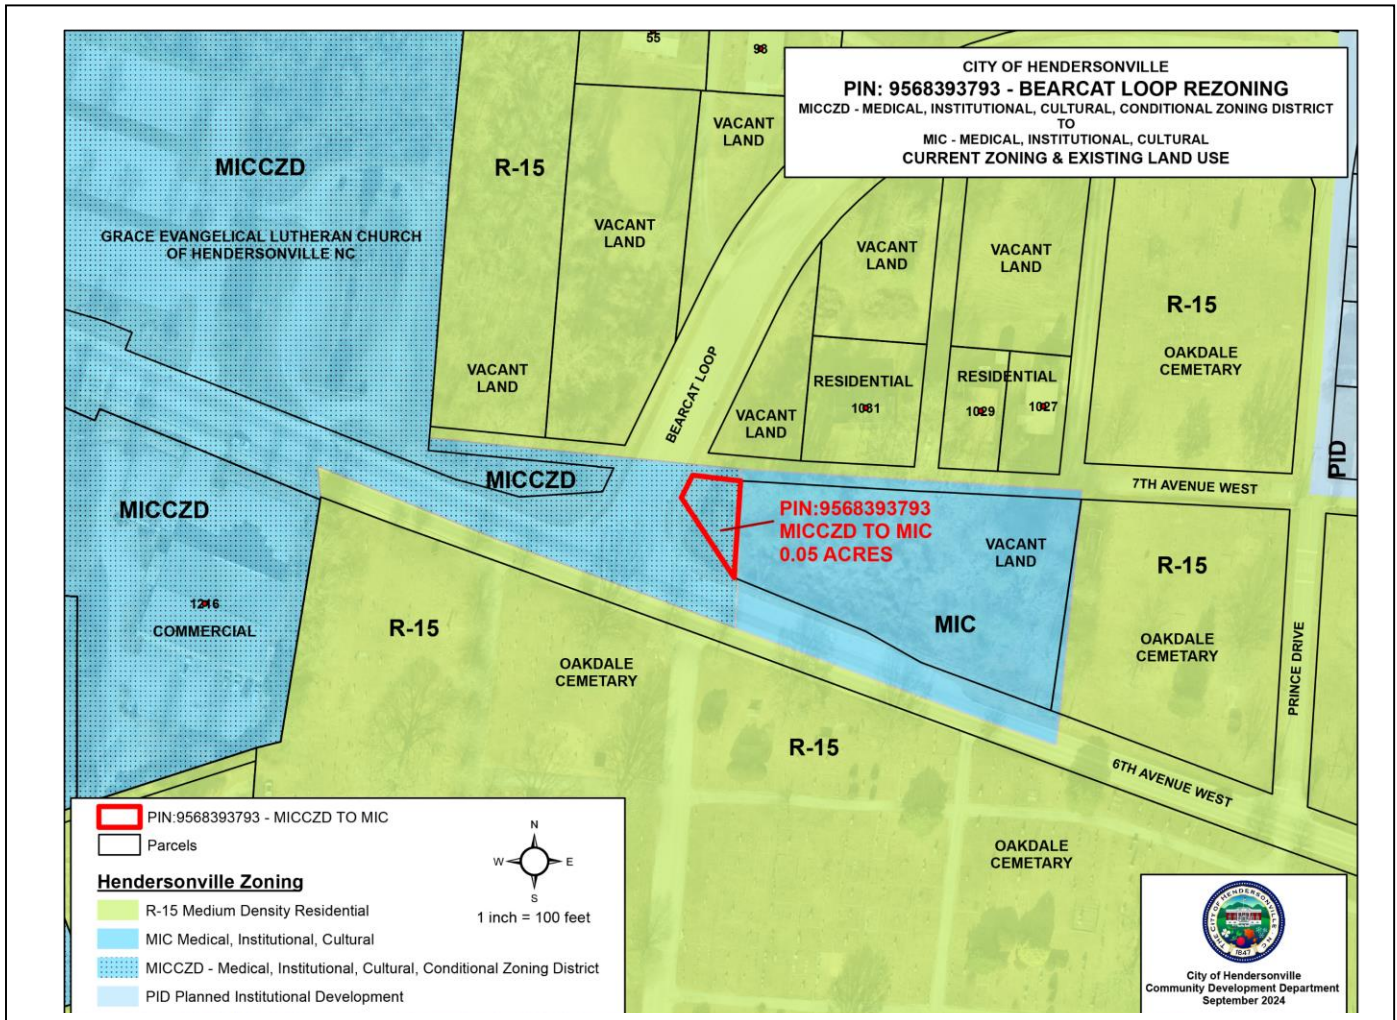 CITY OF HENDERSONVILLE
PIN: 9568393793 - BEARCAT LOOP REZONING
MICCZD - MEDICAL, INSTITUTIONAL, CULTURAL, CONDITIONAL ZONING DISTRICT
TO
MIC - MEDICAL, INSTITUTIONAL, CULTURAL
CURRENT ZONING & EXISTING LAND USE
55
98
VACANT
LAND
MICCZD
R-15
GRACE EVANGELICAL LUTHERAN CHURCH
OF HENDERSONVILLE NC
VACANT
LAND
VACANT
LAND
VACANT
LAND
R-15
OAKDALE
CEMETARY
VACANT
LAND
BEARCAT LOOP
RESIDENTIAL
1031
RESIDENTIAL
1029
1027
VACANT
LAND
PID
MICCZD
7TH AVENUE WEST
MICCZD
PIN:9568393793
MICCZD TO MIC
0.05 ACRES
VACANT
LAND
R-15
1216
COMMERCIAL
R-15
MIC
OAKDALE
CEMETARY
OAKDALE
CEMETARY
PRINCE DRIVE
R-15
6TH AVENUE WEST
OAKDALE
CEMETARY
PIN:9568393793 - MICCZD TO MIC
Parcels
Hendersonville Zoning
R-15 Medium Density Residential
MIC Medical, Institutional, Cultural
MICCZD - Medical, Institutional, Cultural, Conditional Zoning District
PID Planned Institutional Development
N
W E
S
1 inch = 100 feet
THE CITY OF HENDERSONVILLE N.C.
1847
City of Hendersonville
Community Development Department
September 2024